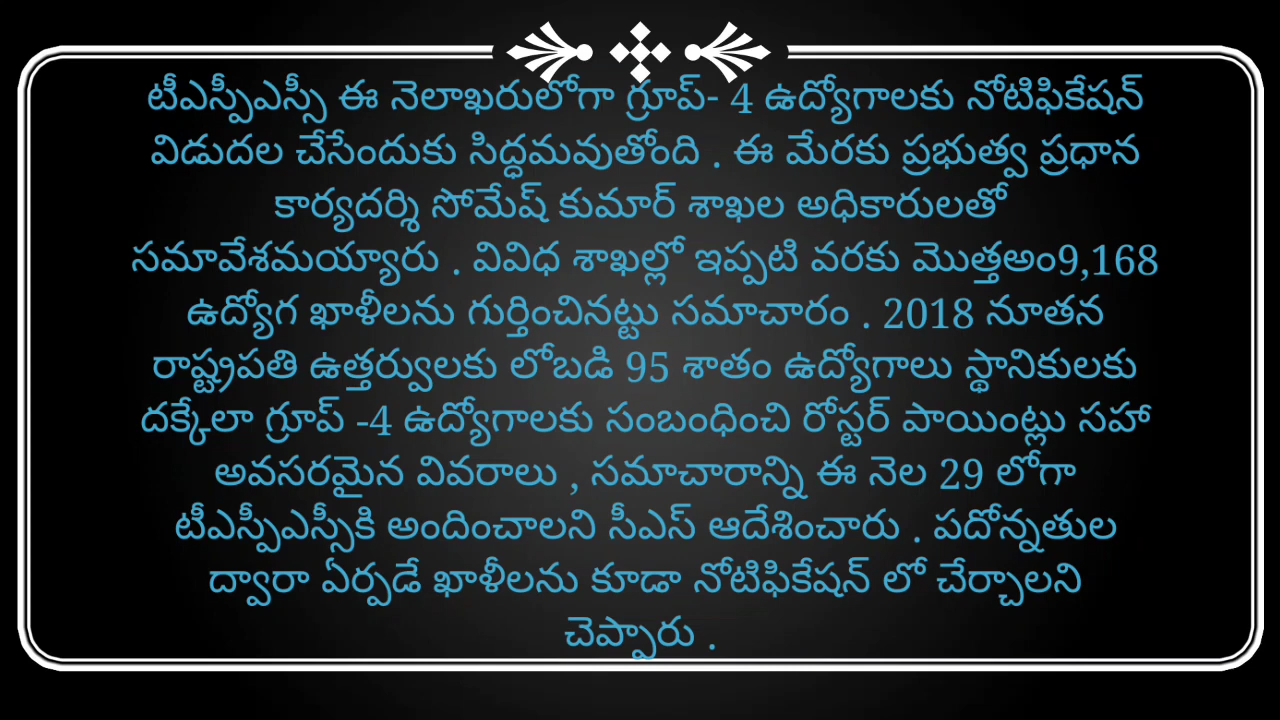 టీఎస్పీఎస్సీ ఈ నెలాఖరులోగా గ్రూప్- 4 ఉద్యోగాలకు నోటిఫికేషన్
విడుదల చేసేందుకు సిద్ధమవుతోంది . ఈ మేరకు ప్రభుత్వ ప్రధాన
కార్యదర్శి సోమేష్ కుమార్ శాఖల అధికారులతో
సమావేశమయ్యారు . వివిధ శాఖల్లో ఇప్పటి వరకు మొత్తఅం9,168
ఉద్యోగ ఖాళీలను గుర్తించినట్టు సమాచారం . 2018 నూతన
రాష్ట్రపతి ఉత్తర్వులకు లోబడి 95 శాతం ఉద్యోగాలు స్థానికులకు
దక్కేలా గ్రూప్ -4 ఉద్యోగాలకు సంబంధించి రోస్టర్ పాయింట్లు సహా
అవసరమైన వివరాలు , సమాచారాన్ని ఈ నెల 29 లోగా
టీఎస్పీఎస్సీకి అందించాలని సీఎస్ ఆదేశించారు . పదోన్నతుల
ద్వారా ఏర్పడే ఖాళీలను కూడా నోటిఫికేషన్ లో చేర్చాలని
చెప్పారు .